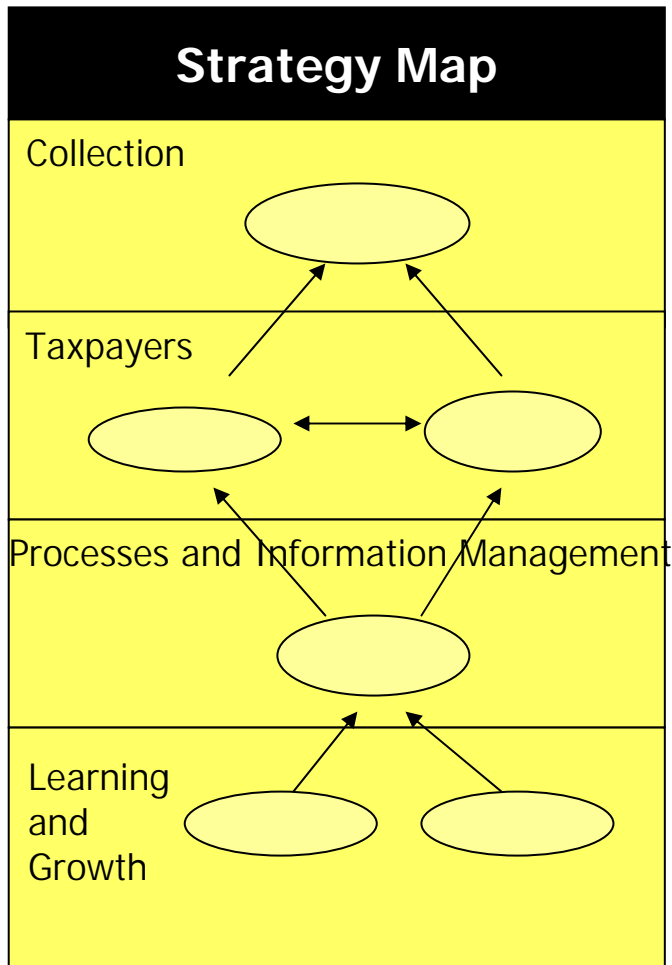 Strategy Map
Collection
Taxpayers
Processes and Information Management
Learning
and
Growth